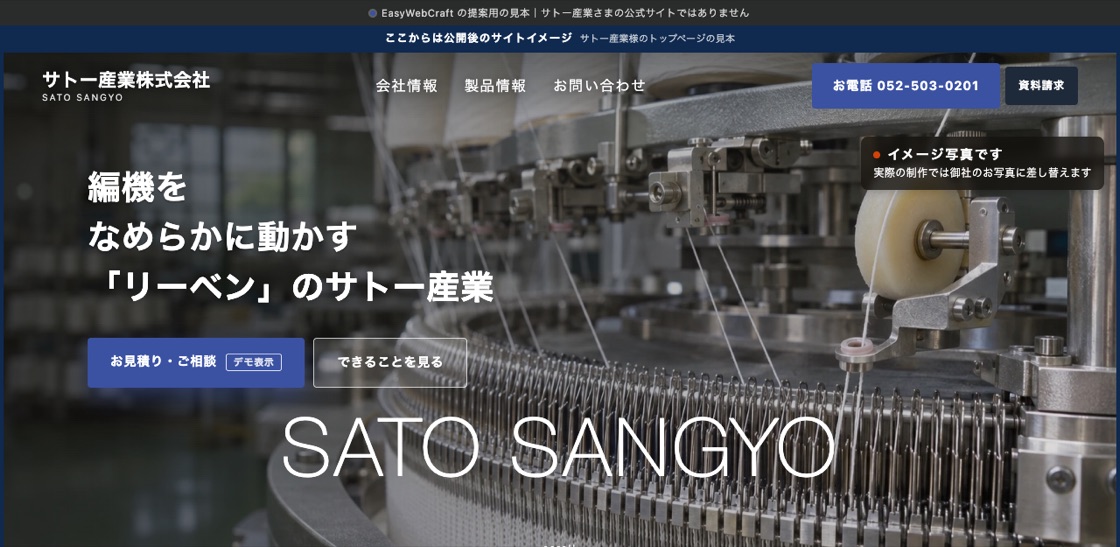 EasyWebCraft の提案用の見本｜サトー産業さまの公式サイトではありません
ここからは公開後のサイトイメージ サトー産業様のトップページの見本
サトー産業株式会社
SATO SANGYO
会社情報 製品情報 お問い合わせ
お電話 052-503-0201
資料請求
イメージ写真です
実際の制作では御社のお写真に差し替えます
編機を
なめらかに動かす
「リーベン」のサトー産業
お見積り・ご相談 デモ表示
できることを見る
SATO SANGYO